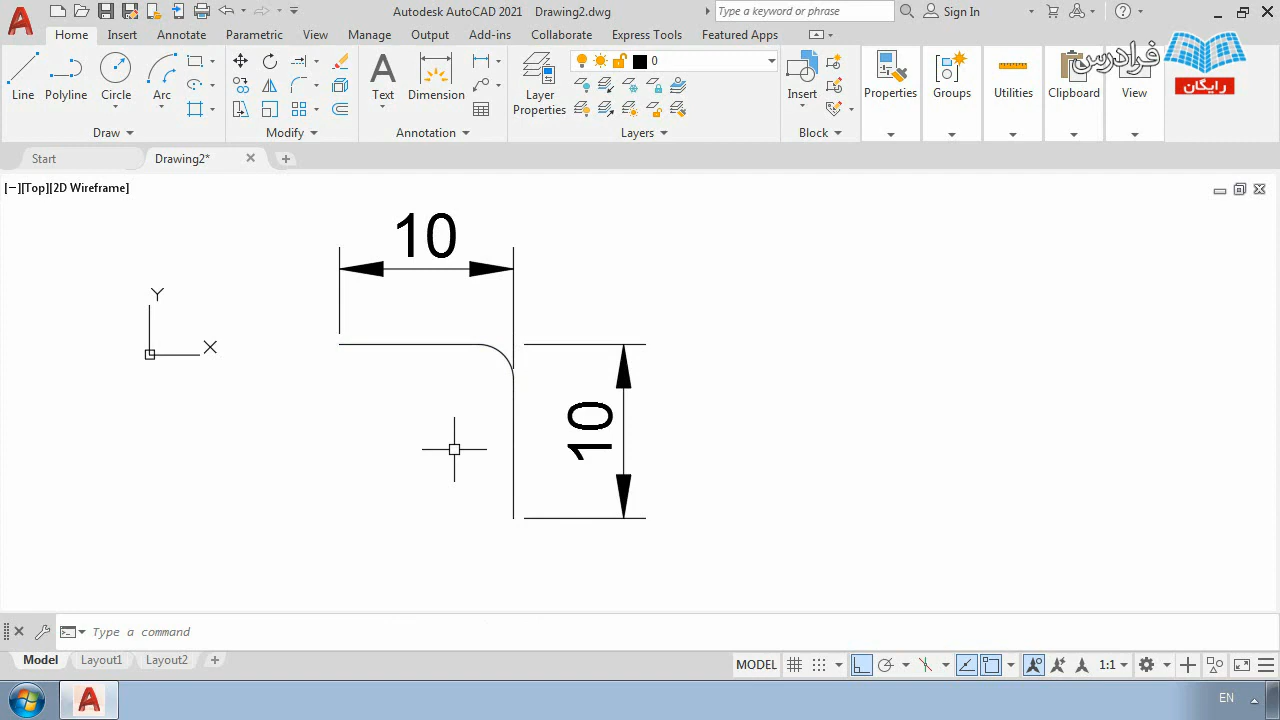 Autodesk AutoCAD 2021 Drawing2.dwg
Type a keyword or phrase
Sign In
Home Insert Annotate Parametric View Manage Output Add-ins Collaborate Express Tools Featured Apps
فرادرس
رایگان
0
Line Polyline Circle Arc
Text Dimension
Layer Properties
Insert
Properties Groups Utilities Clipboard View
Draw Modify Annotation Layers Block
Start Drawing2*
[−][Top][2D Wireframe]
10
Y
X
10
Type a command
Model Layout1 Layout2
MODEL
1:1
EN